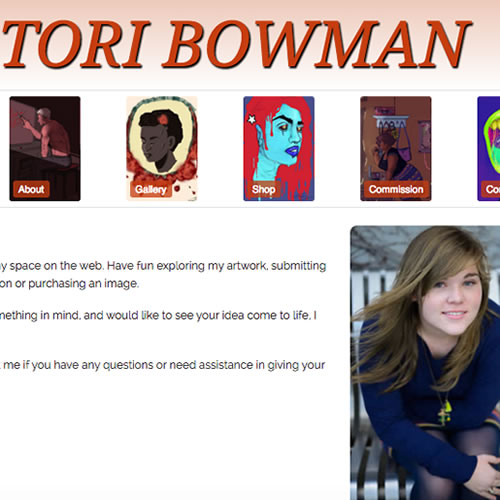 TORI BOWMAN
About
Gallery
Shop
Commission
Co
y space on the web. Have fun exploring my artwork, submitting
on or purchasing an image.
mething in mind, and would like to see your idea come to life, I
me if you have any questions or need assistance in giving your